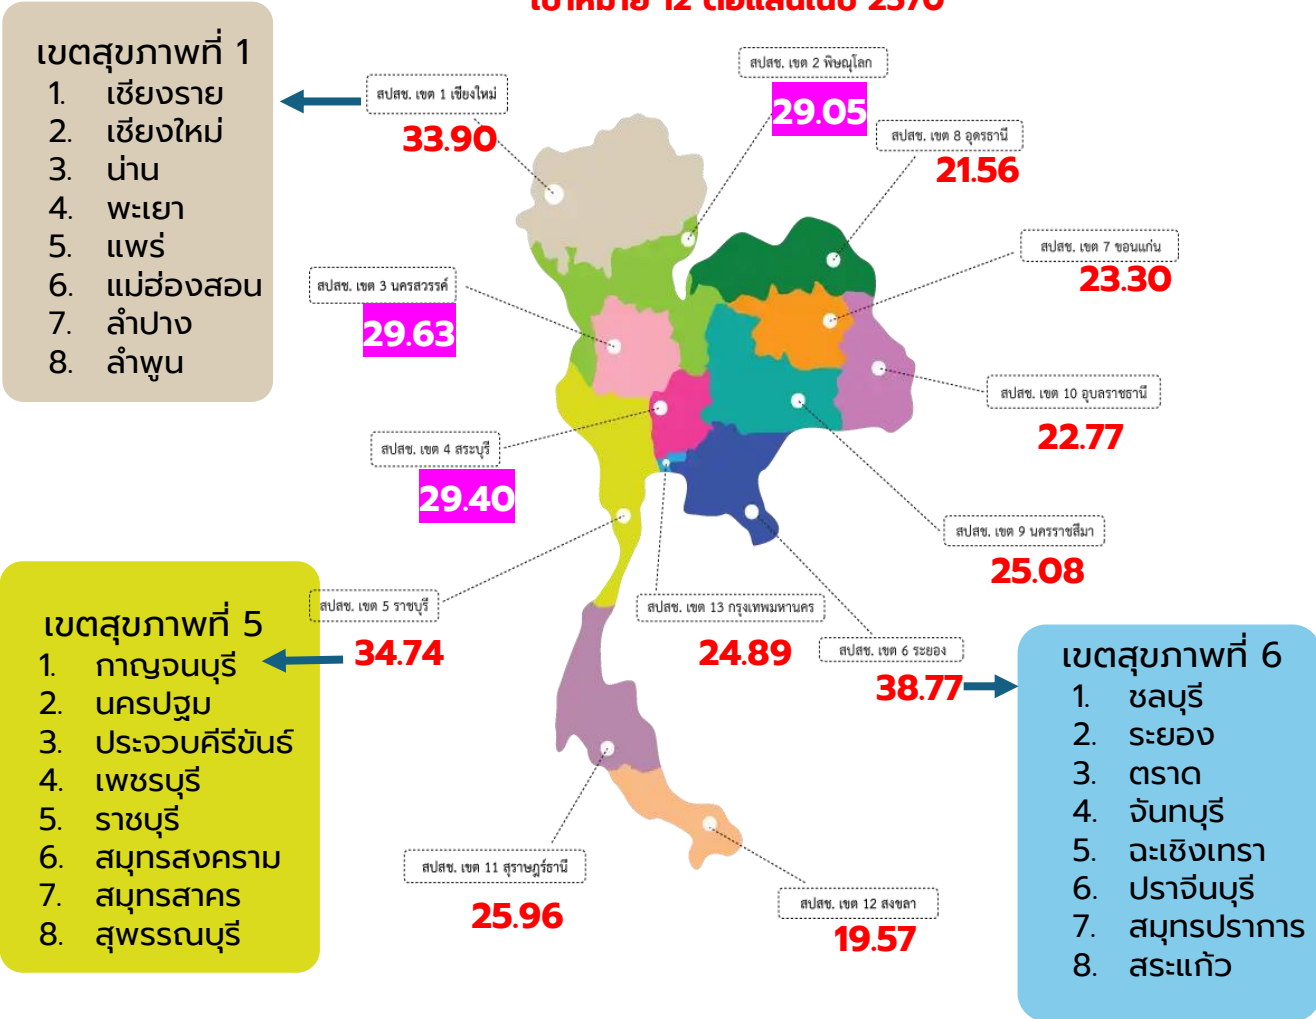 เป้าหมาย 12 ต่อแสนในปี 2570
เขตสุขภาพที่ 1
1. เชียงราย
2. เชียงใหม่
3. น่าน
4. พะเยา
5. แพร่
6. แม่ฮ่องสอน
7. ลำปาง
8. ลำพูน
สปสช. เขต 1 เชียงใหม่
33.90
สปสช. เขต 2 พิษณุโลก
29.05
สปสช. เขต 8 อุดรธานี
21.56
สปสช. เขต 7 ขอนแก่น
23.30
สปสช. เขต 3 นครสวรรค์
29.63
สปสช. เขต 10 อุบลราชธานี
22.77
สปสช. เขต 4 สระบุรี
29.40
สปสช. เขต 9 นครราชสีมา
25.08
เขตสุขภาพที่ 5
1. กาญจนบุรี
2. นครปฐม
3. ประจวบคีรีขันธ์
4. เพชรบุรี
5. ราชบุรี
6. สมุทรสงคราม
7. สมุทรสาคร
8. สุพรรณบุรี
สปสช. เขต 5 ราชบุรี
34.74
สปสช. เขต 13 กรุงเทพมหานคร
24.89
สปสช. เขต 6 ระยอง
38.77
เขตสุขภาพที่ 6
1. ชลบุรี
2. ระยอง
3. ตราด
4. จันทบุรี
5. ฉะเชิงเทรา
6. ปราจีนบุรี
7. สมุทรปราการ
8. สระแก้ว
สปสช. เขต 11 สุราษฎร์ธานี
25.96
สปสช. เขต 12 สงขลา
19.57